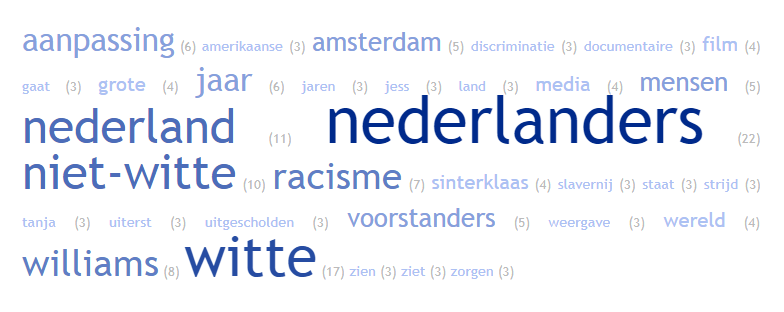 aanpassing (6) amerikaanse (3) amsterdam (5) discriminatie (3) documentaire (3) film (4)
gaat (3) grote (4) jaar (6) jaren (3) jess (3) land (3) media (4) mensen (5)
nederland (11) nederlanders (22)
niet-witte (10) racisme (7) sinterklaas (4) slavernij (3) staat (3) strijd (3)
tanja (3) uiterst (3) uitgescholden (3) voorstanders (5) weergave (3) wereld (4)
williams (8) witte (17) zien (3) ziet (3) zorgen (3)